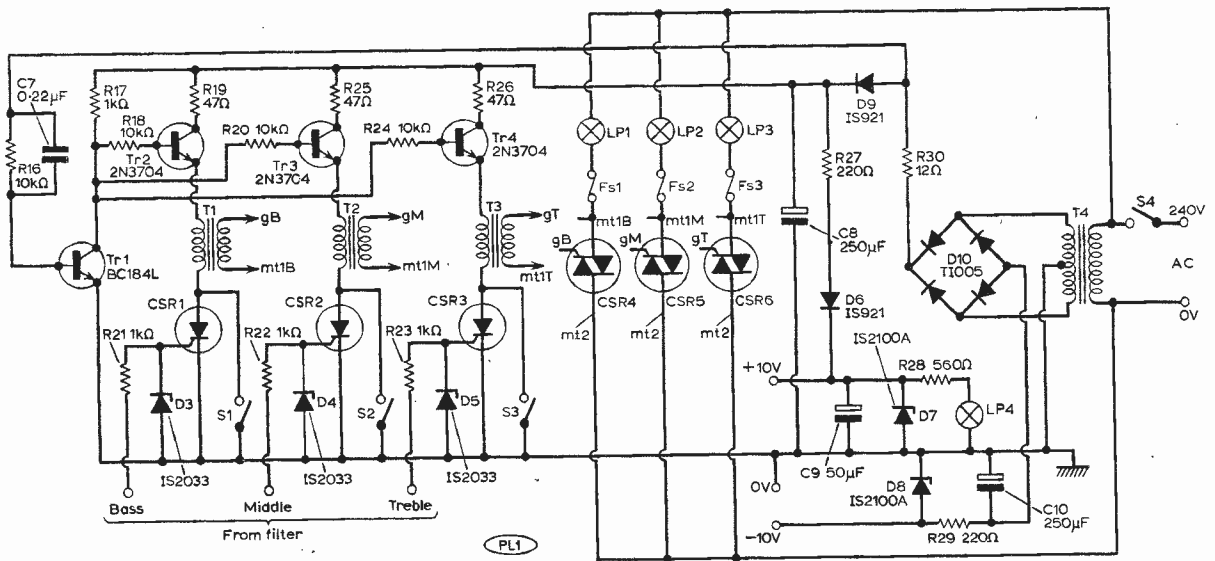 C7
0·22µF
R16
10kΩ
R17
1kΩ
R18
10kΩ
R19
47Ω
Tr2
2N3704
R20 10kΩ
R25
47Ω
Tr3
2N3704
R24 10kΩ
R26
47Ω
Tr4
2N3704
Tr1
BC184L
T1
gB
mt1B
T2
gM
mt1M
T3
gT
mt1T
CSR1
CSR2
CSR3
R21 1kΩ
R22 1kΩ
R23 1kΩ
D3
S1
D4
S2
D5
S3
IS2033
IS2033
IS2033
Bass
Middle
Treble
From filter
PL1
LP1
LP2
LP3
Fs1
Fs2
Fs3
mt1B
mt1M
mt1T
gB
gM
gT
CSR4
CSR5
CSR6
mt2
mt2
mt2
D9
IS921
R27
220Ω
R30
12Ω
C8
250µF
D6
IS921
D10
TI005
T4
S4
240V
AC
0V
IS2100A
+10V
R28 560Ω
D7
LP4
C9 50µF
0V
D8
IS2100A
C10
250µF
-10V
R29 220Ω